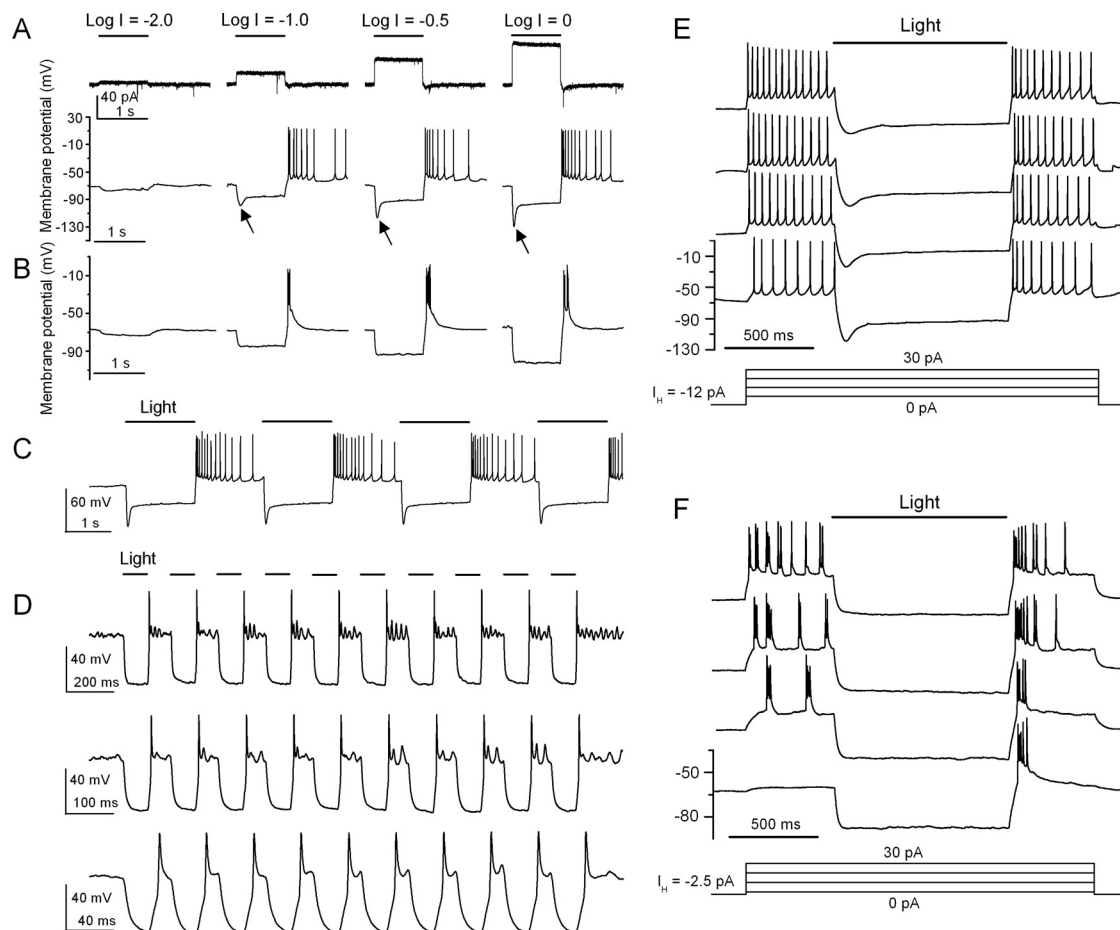 A
Log I = -2.0
Log I = -1.0
Log I = -0.5
Log I = 0
40 pA
1 s
Membrane potential (mV)
30
-10
-50
-90
-130
1 s
B
Membrane potential (mV)
-10
-50
-90
1 s
C
Light
60 mV
1 s
D
Light
40 mV
200 ms
40 mV
100 ms
40 mV
40 ms
E
Light
-10
-50
-90
-130
500 ms
30 pA
I_H = -12 pA
0 pA
F
Light
-50
-80
500 ms
30 pA
I_H = -2.5 pA
0 pA